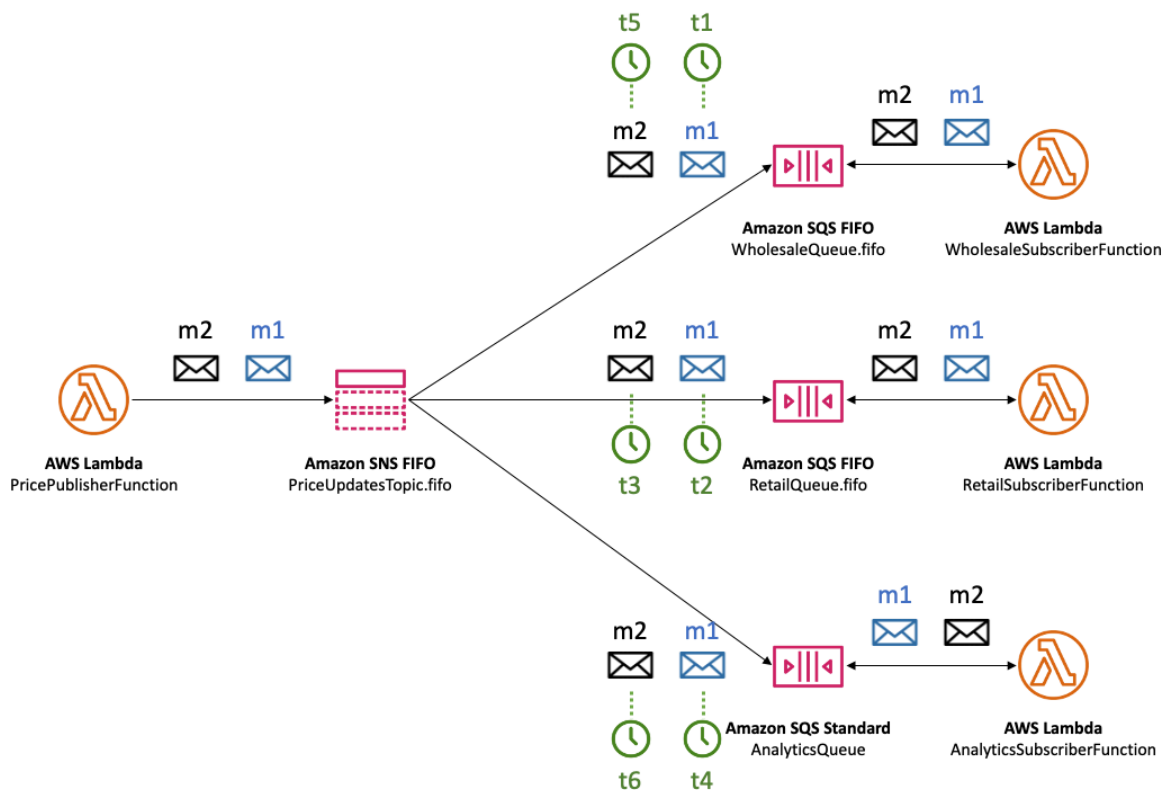 t5 t1
m2 m1
m2 m1
Amazon SQS FIFO
WholesaleQueue.fifo
AWS Lambda
WholesaleSubscriberFunction
m2 m1
m2 m1
m2 m1
AWS Lambda
PricePublisherFunction
Amazon SNS FIFO
PriceUpdatesTopic.fifo
t3 t2
Amazon SQS FIFO
RetailQueue.fifo
AWS Lambda
RetailSubscriberFunction
m2 m1
m1 m2
t6 t4
Amazon SQS Standard
AnalyticsQueue
AWS Lambda
AnalyticsSubscriberFunction